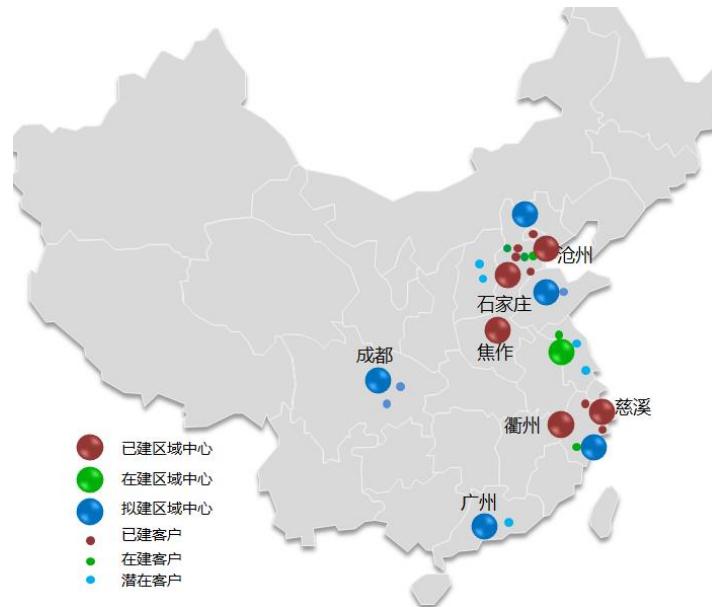 沧州
石家庄
焦作
成都
慈溪
衢州
广州
已建区域中心
在建区域中心
拟建区域中心
已建客户
在建客户
潜在客户